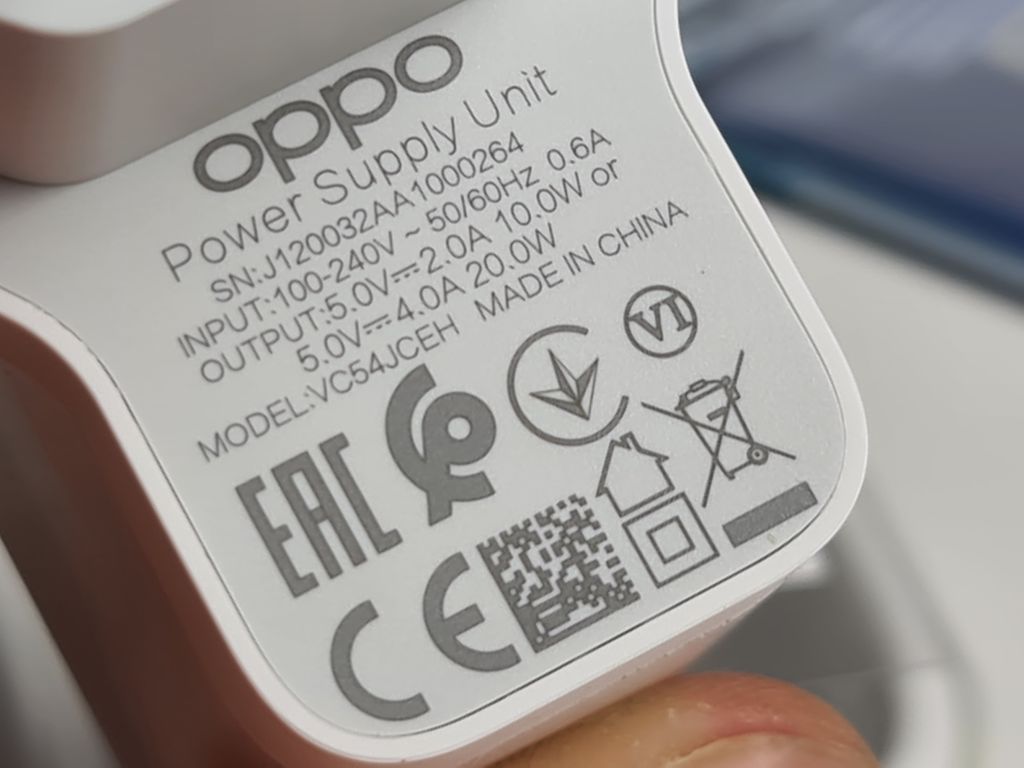 oppo
Power Supply Unit
SN:J120032AA1000264
INPUT:100-240V ~ 50/60Hz 0.6A
OUTPUT:5.0V⎓2.0A 10.0W or
5.0V⎓4.0A 20.0W
MODEL:VC54JCEH MADE IN CHINA
VI
EAC
CE